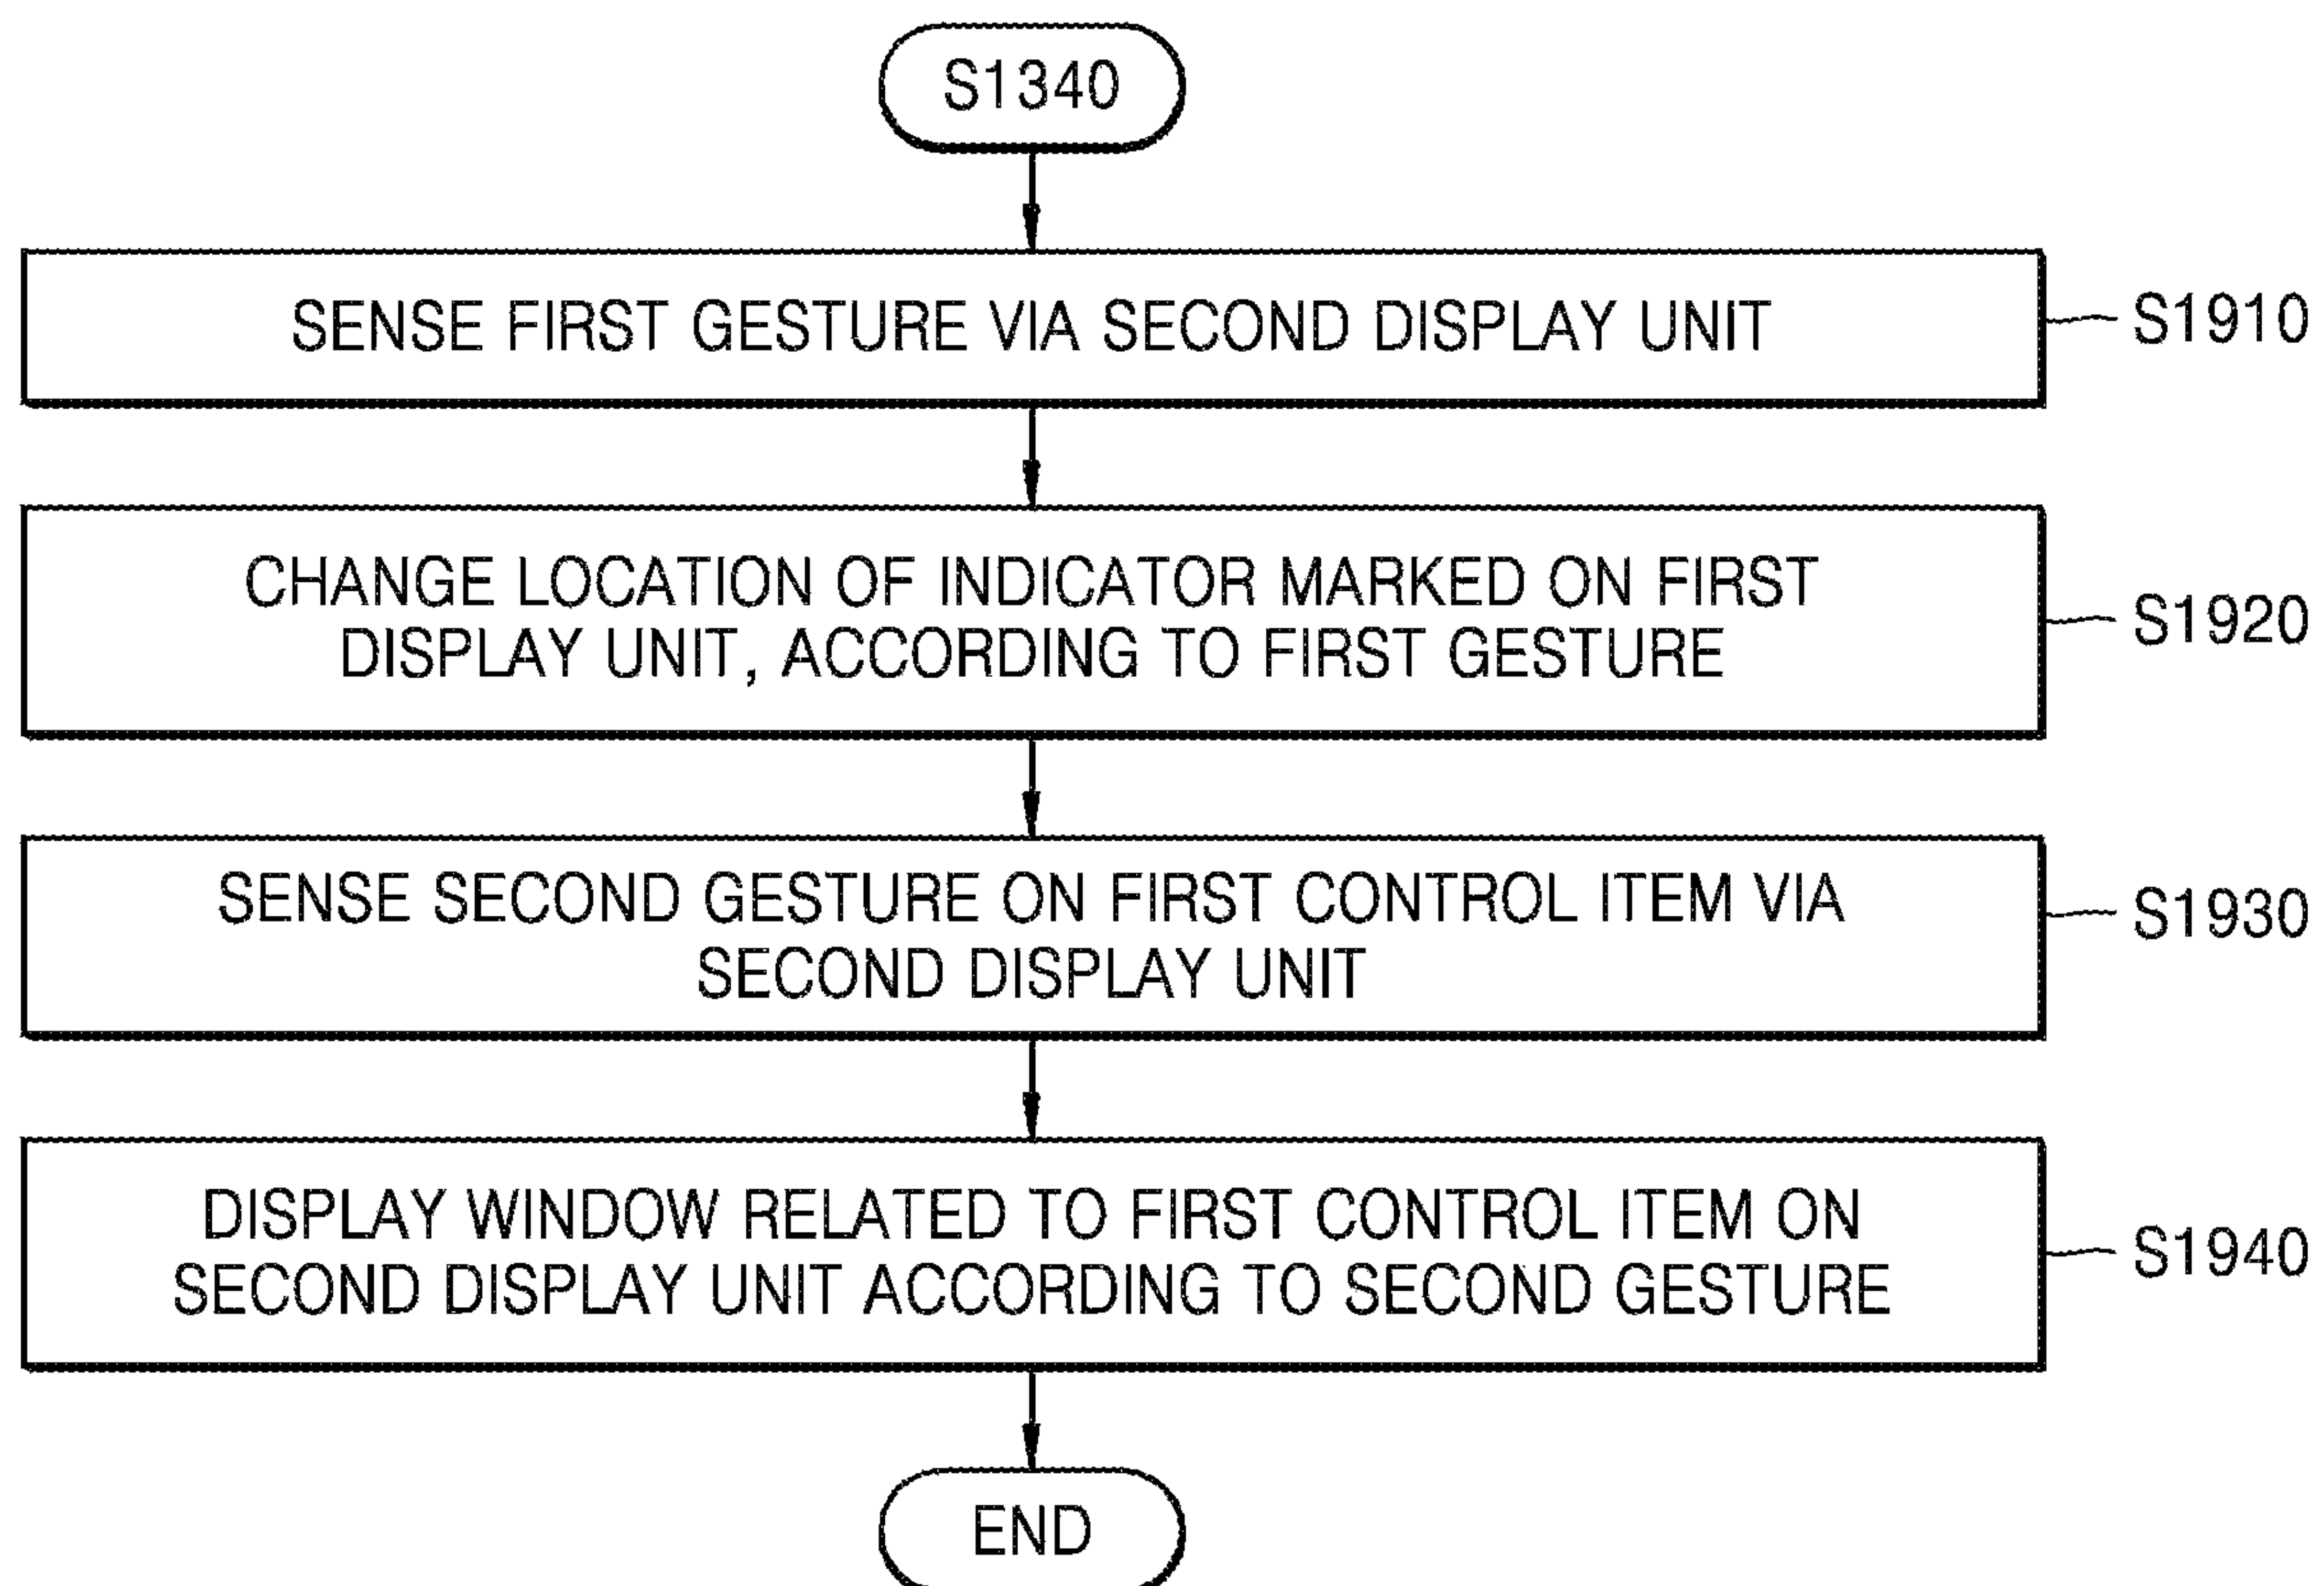 S1340
SENSE FIRST GESTURE VIA SECOND DISPLAY UNIT
S1910
CHANGE LOCATION OF INDICATOR MARKED ON FIRST
DISPLAY UNIT, ACCORDING TO FIRST GESTURE
S1920
SENSE SECOND GESTURE ON FIRST CONTROL ITEM VIA
SECOND DISPLAY UNIT
S1930
DISPLAY WINDOW RELATED TO FIRST CONTROL ITEM ON
SECOND DISPLAY UNIT ACCORDING TO SECOND GESTURE
S1940
END